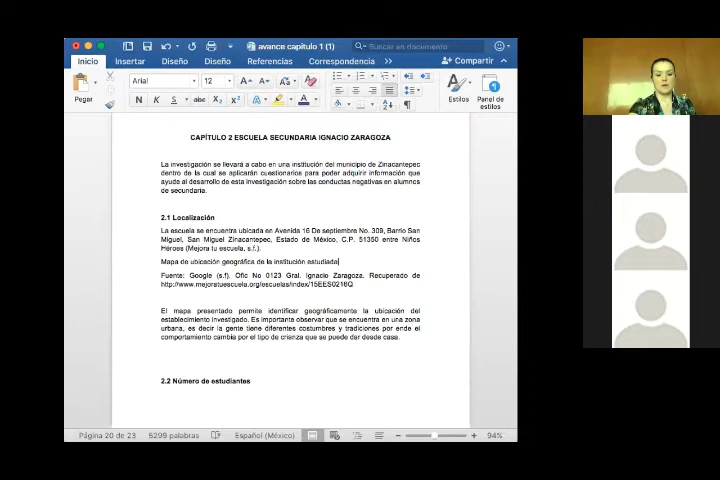 avance capítulo 1 (1)
Buscar en documento
Inicio Insertar Diseño Diseño Referencias Correspondencia >> Compartir
Pegar Arial 12 Estilos Panel de estilos
N K S abc X2 X2 A A
CAPÍTULO 2 ESCUELA SECUNDARIA IGNACIO ZARAGOZA
La investigación se llevará a cabo en una institución del municipio de Zinacantepec
dentro de la cual se aplicarán cuestionarios para poder adquirir información que
ayude al desarrollo de esta investigación sobre las conductas negativas en alumnos
de secundaria.
2.1 Localización
La escuela se encuentra ubicada en Avenida 16 De septiembre No. 309, Barrio San
Miguel, San Miguel Zinacantepec, Estado de México, C.P. 51350 entre Niños
Héroes (Mejora tu escuela, s.f.).
Mapa de ubicación geográfica de la institución estudiada
Fuente: Google (s.f). Ofic No 0123 Gral. Ignacio Zaragoza. Recuperado de
http://www.mejoratuescuela.org/escuelas/index/15EES0216Q
El mapa presentado permite identificar geográficamente la ubicación del
establecimiento investigado. Es importante observar que se encuentra en una zona
urbana, es decir la gente tiene diferentes costumbres y tradiciones por ende el
comportamiento cambia por el tipo de crianza que se puede dar desde casa.
2.2 Número de estudiantes
Página 20 de 23 5299 palabras Español (México) 94%